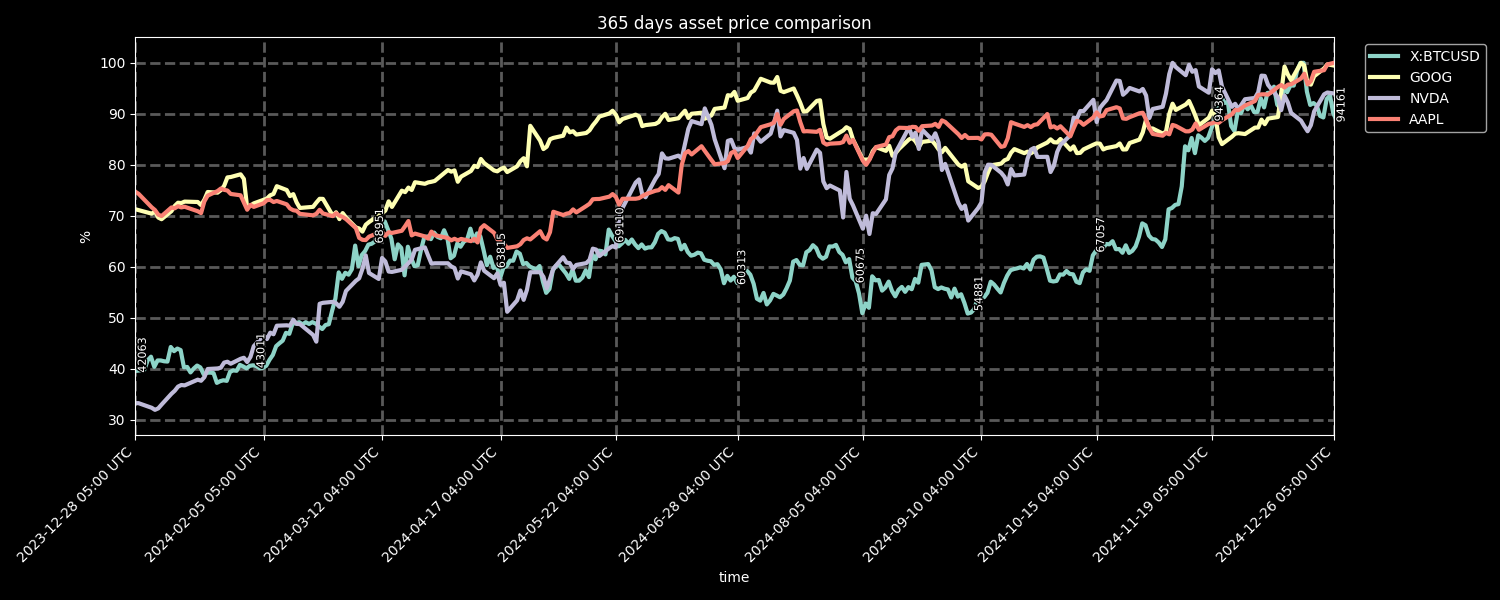 365 days asset price comparison
X:BTCUSD
GOOG
NVDA
AAPL
%
100
90
80
70
60
50
40
30
42063
43011
68951
63815
69110
60313
60675
54881
67057
94364
94161
2023-12-28 05:00 UTC
2024-02-05 05:00 UTC
2024-03-12 04:00 UTC
2024-04-17 04:00 UTC
2024-05-22 04:00 UTC
2024-06-28 04:00 UTC
2024-08-05 04:00 UTC
2024-09-10 04:00 UTC
2024-10-15 04:00 UTC
2024-11-19 05:00 UTC
2024-12-26 05:00 UTC
time